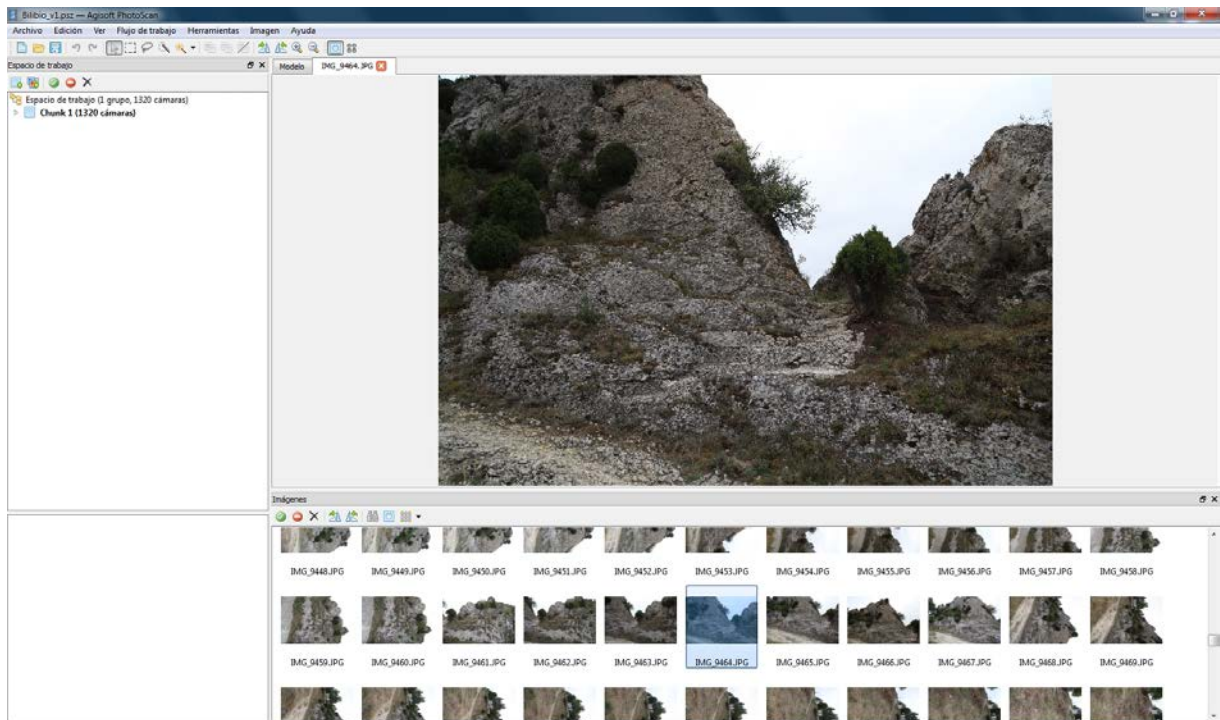 Bilibio_v1.psz — Agisoft PhotoScan
Archivo Edición Ver Flujo de trabajo Herramientas Imagen Ayuda
Espacio de trabajo
Modelo IMG_9464.JPG
Espacio de trabajo (1 grupo, 1320 cámaras)
Chunk 1 (1320 cámaras)
Imágenes
IMG_9448.JPG IMG_9449.JPG IMG_9450.JPG IMG_9451.JPG IMG_9452.JPG IMG_9453.JPG IMG_9454.JPG IMG_9455.JPG IMG_9456.JPG IMG_9457.JPG IMG_9458.JPG
IMG_9459.JPG IMG_9460.JPG IMG_9461.JPG IMG_9462.JPG IMG_9463.JPG IMG_9464.JPG IMG_9465.JPG IMG_9466.JPG IMG_9467.JPG IMG_9468.JPG IMG_9469.JPG